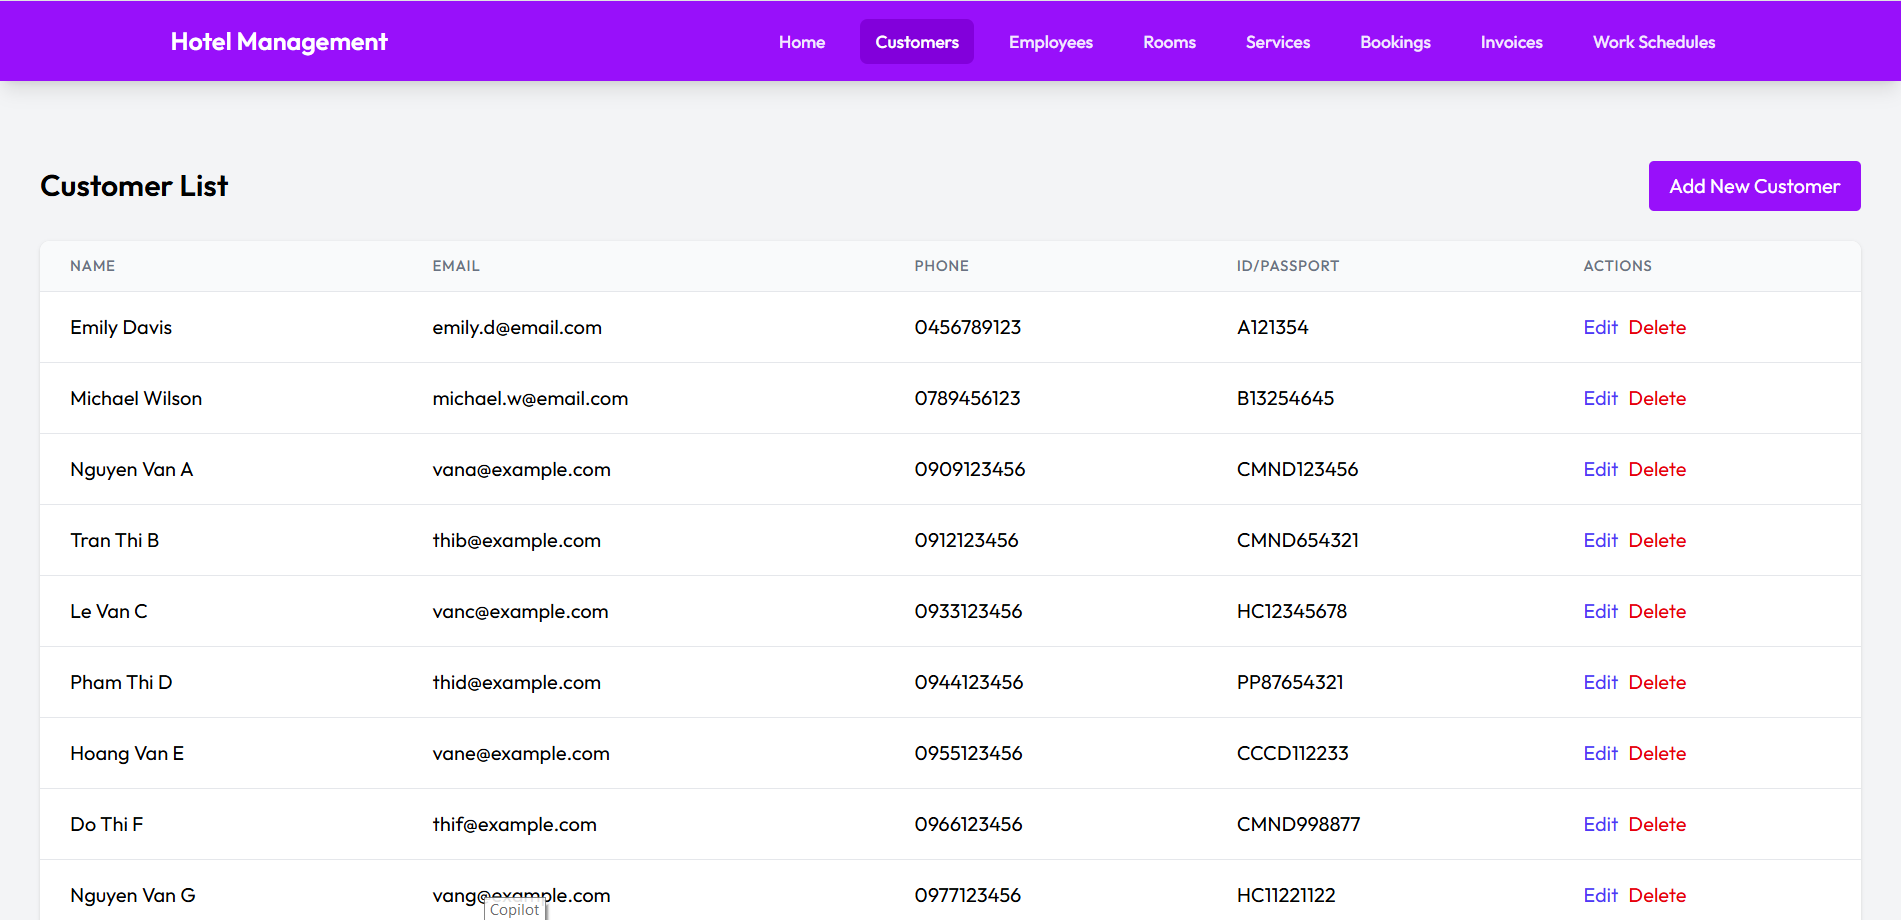 Hotel Management Home Customers Employees Rooms Services Bookings Invoices Work Schedules
Customer List Add New Customer
NAME EMAIL PHONE ID/PASSPORT ACTIONS
Emily Davis emily.d@email.com 0456789123 A121354 Edit Delete
Michael Wilson michael.w@email.com 0789456123 B13254645 Edit Delete
Nguyen Van A vana@example.com 0909123456 CMND123456 Edit Delete
Tran Thi B thib@example.com 0912123456 CMND654321 Edit Delete
Le Van C vanc@example.com 0933123456 HC12345678 Edit Delete
Pham Thi D thid@example.com 0944123456 PP87654321 Edit Delete
Hoang Van E vane@example.com 0955123456 CCCD112233 Edit Delete
Do Thi F thif@example.com 0966123456 CMND998877 Edit Delete
Nguyen Van G vang@example.com 0977123456 HC11221122 Edit Delete
Copilot